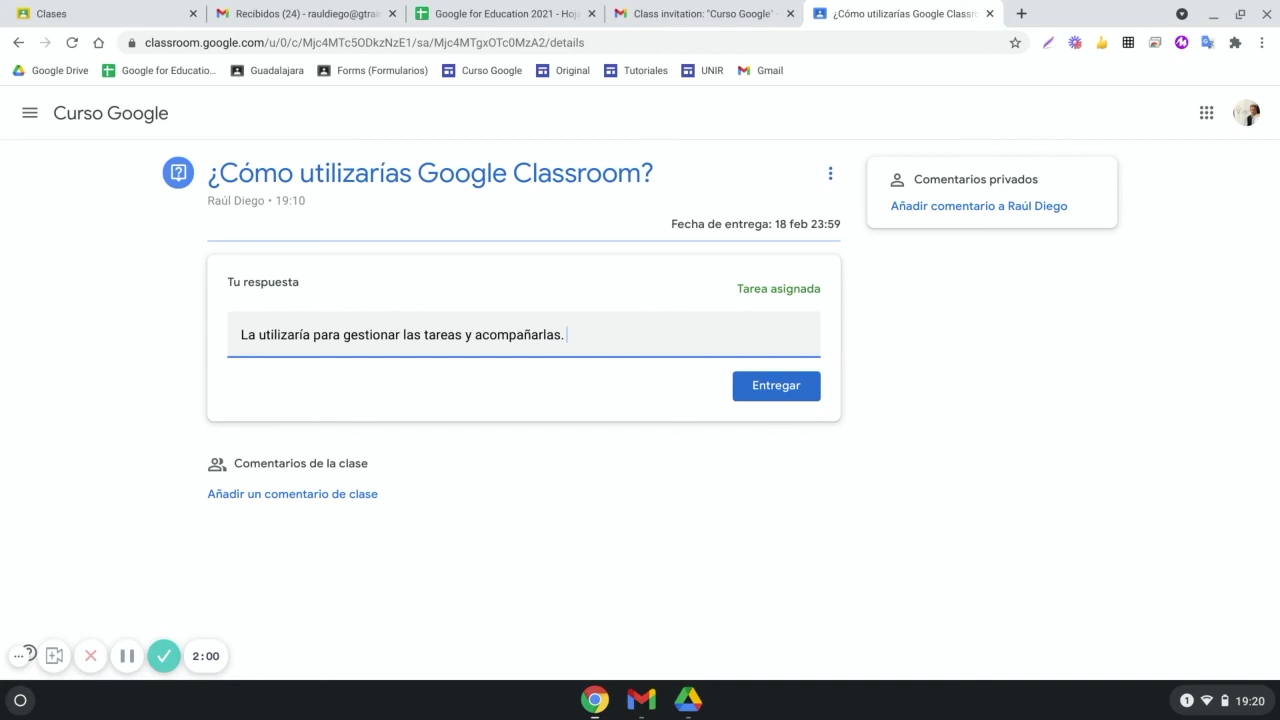 Clases
Recibidos (24) - rauldiego@gtrai
Google for Education 2021 - Hoja
Class invitation: "Curso Google" -
¿Cómo utilizarías Google Classro
classroom.google.com/u/0/c/Mjc4MTc5ODkzNzE1/sa/Mjc4MTgxOTc0MzA2/details
Google Drive
Google for Educatio...
Guadalajara
Forms (Formularios)
Curso Google
Original
Tutoriales
UNIR
Gmail
Curso Google
¿Cómo utilizarías Google Classroom?
Raúl Diego • 19:10
Fecha de entrega: 18 feb 23:59
Comentarios privados
Añadir comentario a Raúl Diego
Tu respuesta
Tarea asignada
La utilizaría para gestionar las tareas y acompañarlas.
Entregar
Comentarios de la clase
Añadir un comentario de clase
2:00
1
19:20